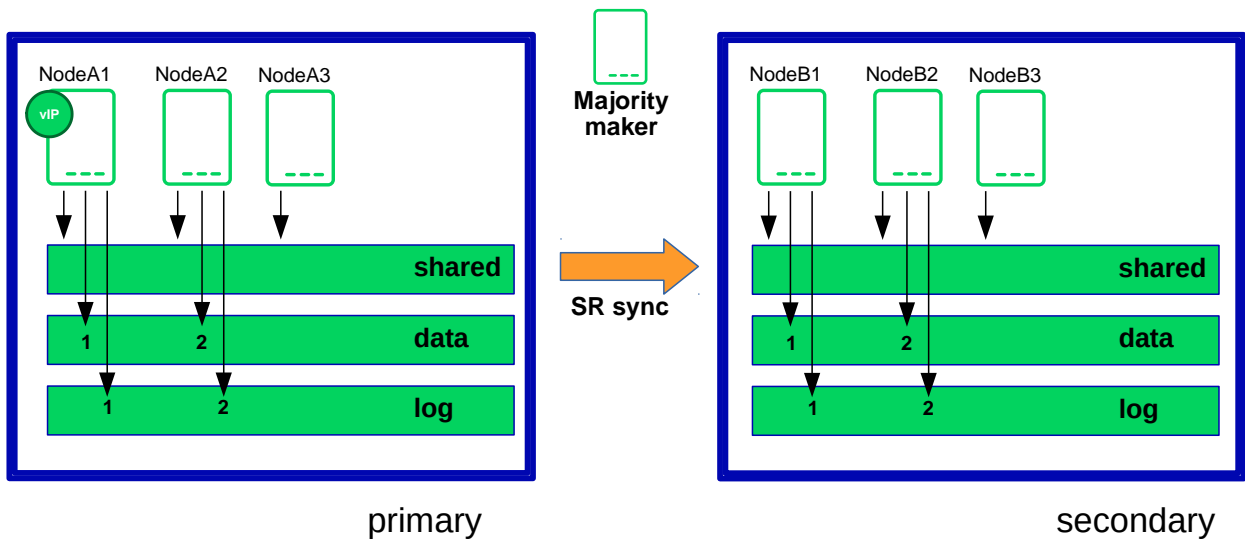 NodeA1 NodeA2 NodeA3
vIP
shared
1 2 data
1 2 log
primary
Majority
maker
SR sync
NodeB1 NodeB2 NodeB3
shared
1 2 data
1 2 log
secondary